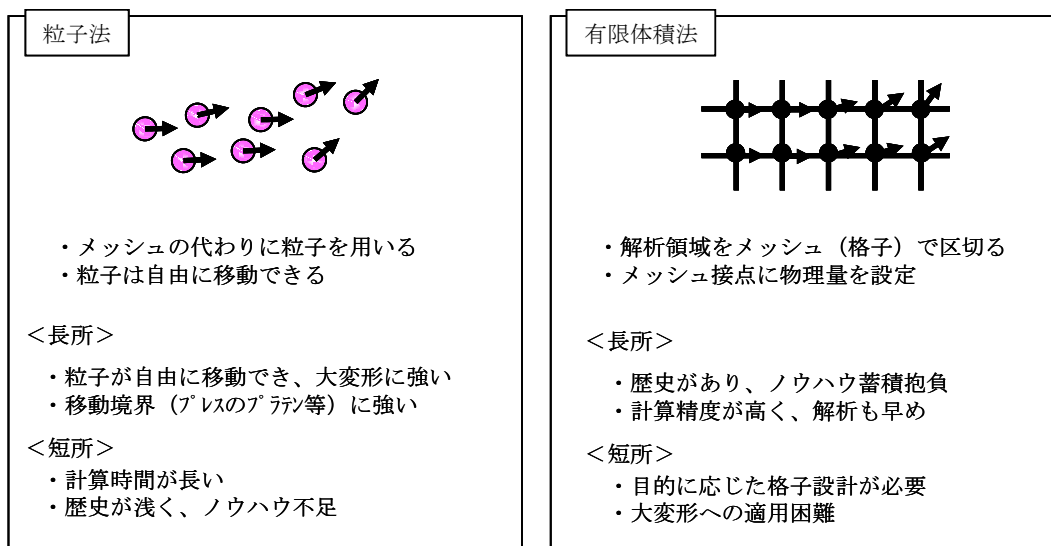 粒子法
・メッシュの代わりに粒子を用いる
・粒子は自由に移動できる
＜長所＞
・粒子が自由に移動でき、大変形に強い
・移動境界（ﾌﾟﾚｽのﾌﾟﾗﾃﾝ等）に強い
＜短所＞
・計算時間が長い
・歴史が浅く、ノウハウ不足
有限体積法
・解析領域をメッシュ（格子）で区切る
・メッシュ接点に物理量を設定
＜長所＞
・歴史があり、ノウハウ蓄積抱負
・計算精度が高く、解析も早め
＜短所＞
・目的に応じた格子設計が必要
・大変形への適用困難